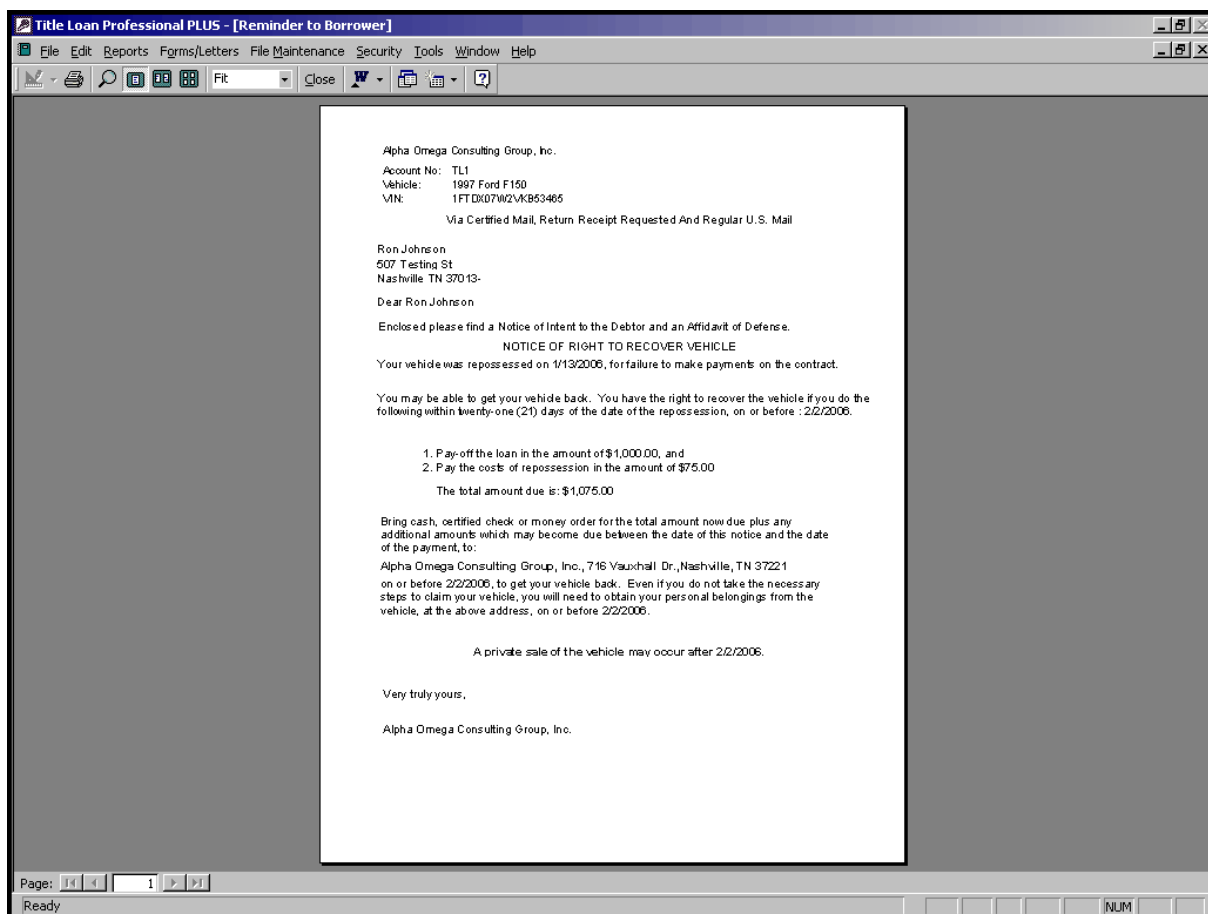 Title Loan Professional PLUS - [Reminder to Borrower]
File Edit Reports Forms/Letters File Maintenance Security Tools Window Help
Fit Close
Alpha Omega Consulting Group, Inc.
Account No: TL1
Vehicle: 1997 Ford F150
VIN: 1FTDX07W2VKB53465
Via Certified Mail, Return Receipt Requested And Regular U.S. Mail
Ron Johnson
507 Testing St
Nashville TN 37013-
Dear Ron Johnson
Enclosed please find a Notice of Intent to the Debtor and an Affidavit of Defense.
NOTICE OF RIGHT TO RECOVER VEHICLE
Your vehicle was repossessed on 1/13/2006, for failure to make payments on the contract.
You may be able to get your vehicle back. You have the right to recover the vehicle if you do the
following within twenty-one (21) days of the date of the repossession, on or before : 2/2/2006.
1. Pay-off the loan in the amount of $1,000.00, and
2. Pay the costs of repossession in the amount of $75.00
The total amount due is: $1,075.00
Bring cash, certified check or money order for the total amount now due plus any
additional amounts which may become due between the date of this notice and the date
of the payment, to:
Alpha Omega Consulting Group, Inc., 716 Vauxhall Dr.,Nashville, TN 37221
on or before 2/2/2006, to get your vehicle back. Even if you do not take the necessary
steps to claim your vehicle, you will need to obtain your personal belongings from the
vehicle, at the above address, on or before 2/2/2006.
A private sale of the vehicle may occur after 2/2/2006.
Very truly yours,
Alpha Omega Consulting Group, Inc.
Page: 1
Ready NUM